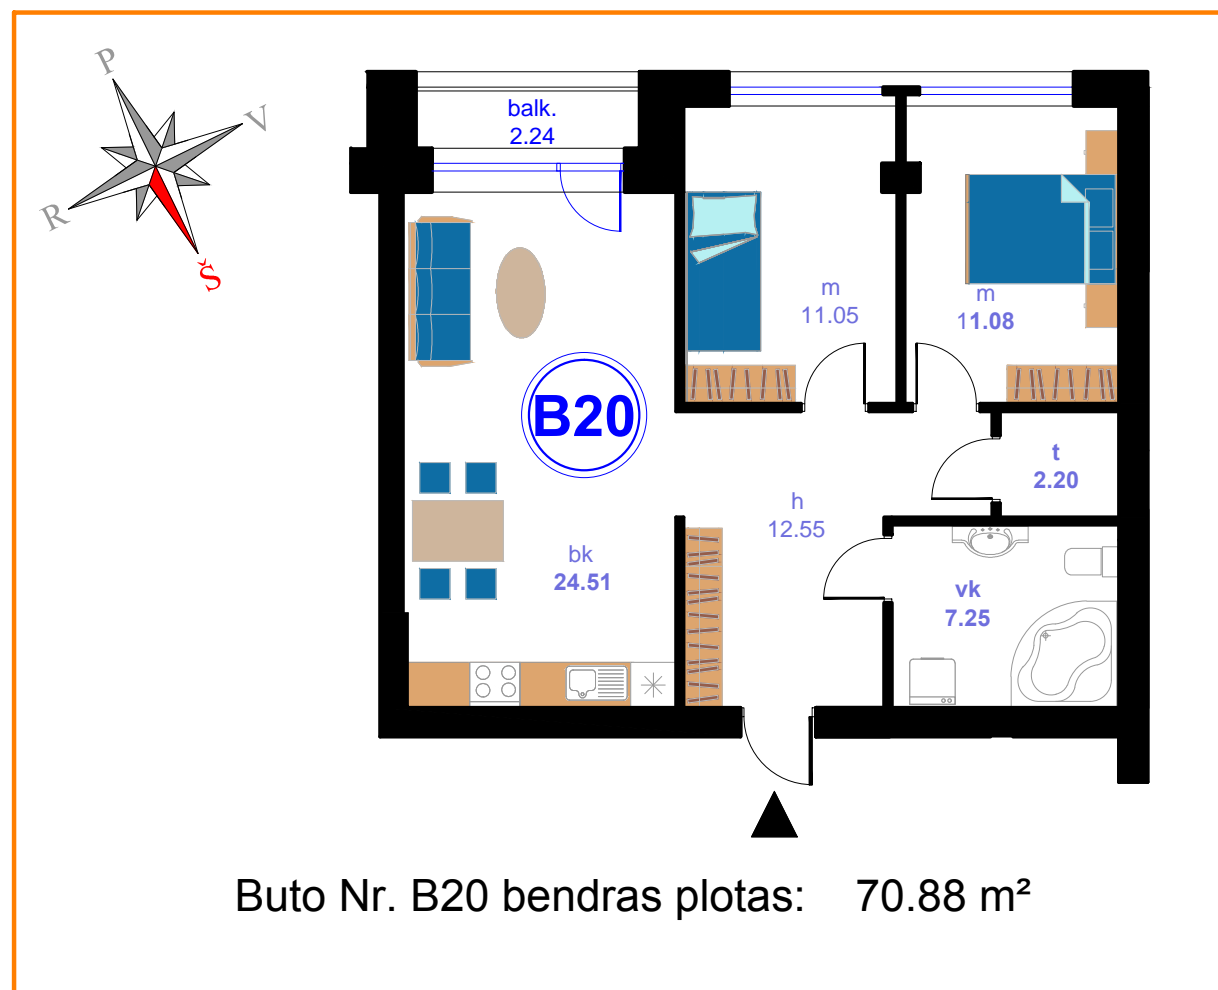 P
V
R
Š
balk.
2.24
m
11.05
m
11.08
B20
t
2.20
h
12.55
bk
24.51
vk
7.25
Buto Nr. B20 bendras plotas: 70.88 m²